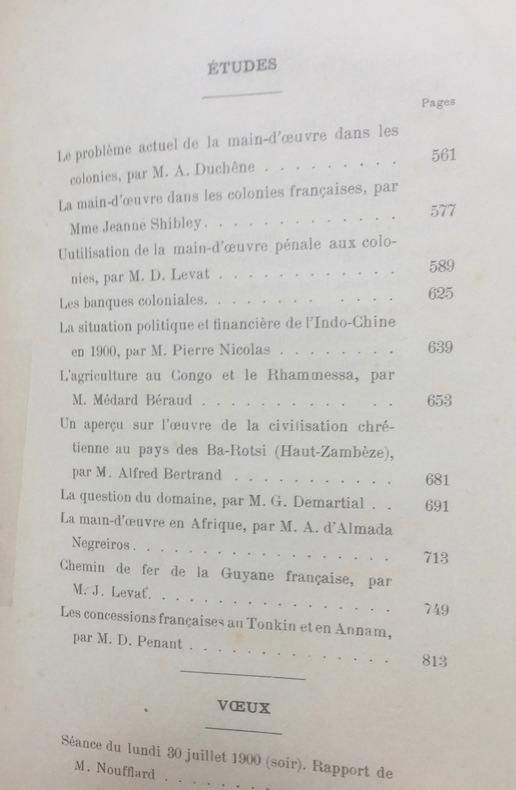 ÉTUDES
Pages
Le problème actuel de la main-d'œuvre dans les
colonies, par M. A. Duchêne . . . . . . . . . 561
La main-d'œuvre dans les colonies françaises, par
Mme Jeanne Shibley. . . . . . . . . . . . . 577
L'utilisation de la main-d'œuvre pénale aux colo-
nies, par M. D. Levat . . . . . . . . . . . . 589
Les banques coloniales. . . . . . . . . . . . 625
La situation politique et financière de l'Indo-Chine
en 1900, par M. Pierre Nicolas . . . . . . . . 639
L'agriculture au Congo et le Rhammessa, par
M. Médard Béraud . . . . . . . . . . . . 653
Un aperçu sur l'œuvre de la civilisation chré-
tienne au pays des Ba-Rotsi (Haut-Zambèze),
par M. Alfred Bertrand . . . . . . . . . . . 681
La question du domaine, par M. G. Demartial . . 691
La main-d'œuvre en Afrique, par M. A. d'Almada
Negreiros. . . . . . . . . . . . . . . . . . 713
Chemin de fer de la Guyane française, par
M. J. Levat. . . . . . . . . . . . . . . . . 749
Les concessions françaises au Tonkin et en Annam,
par M. D. Penant . . . . . . . . . . . . . . 813
VŒUX
Séance du lundi 30 juillet 1900 (soir). Rapport de
M. Noufflard . . . . . . . .